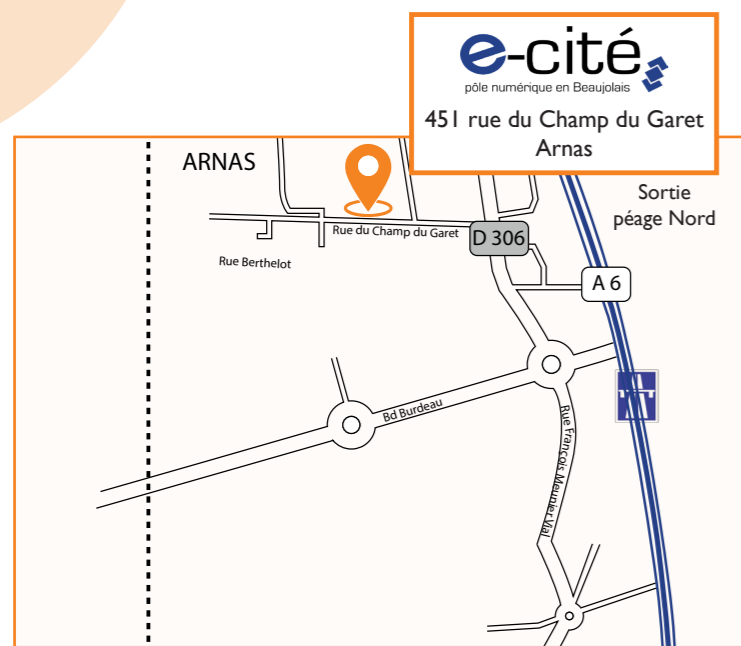 e-cité
pôle numérique en Beaujolais
451 rue du Champ du Garet
Arnas
ARNAS
Sortie
péage Nord
Rue du Champ du Garet
D 306
Rue Berthelot
A 6
Bd Burdeau
Rue François Meunier Vial